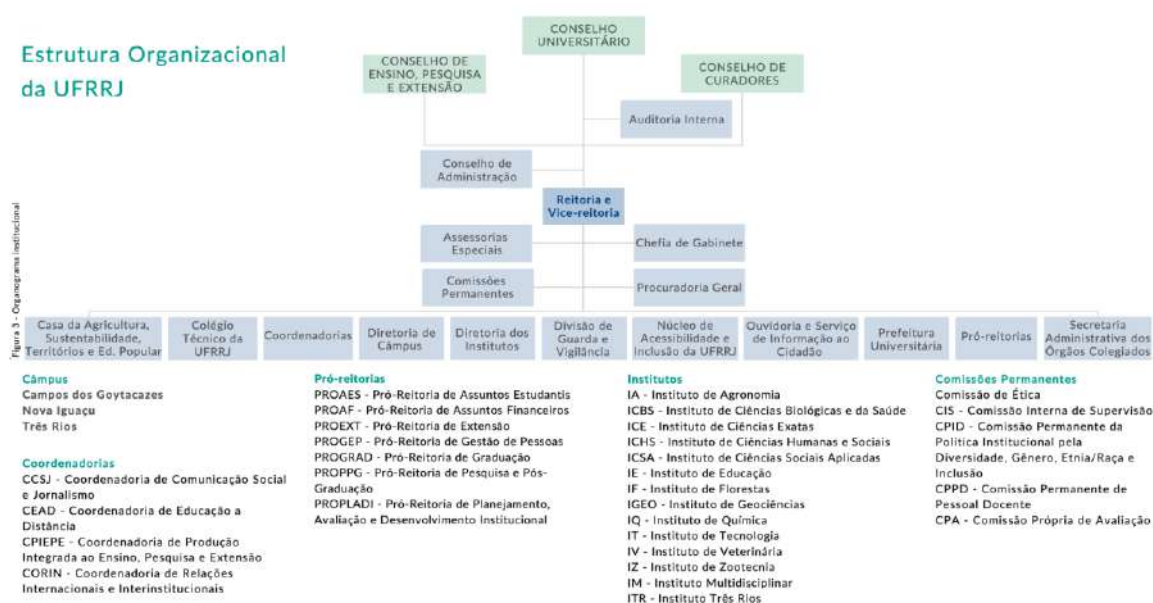 Estrutura Organizacional
da UFRRJ
CONSELHO
UNIVERSITÁRIO
CONSELHO DE
ENSINO, PESQUISA
E EXTENSÃO
CONSELHO DE
CURADORES
Auditoria Interna
Conselho de
Administração
Reitoria e
Vice-reitoria
Assessorias
Especiais
Chefia de Gabinete
Comissões
Permanentes
Procuradoria Geral
Figura 3 - Organograma institucional
Casa da Agricultura,
Sustentabilidade,
Territórios e Ed. Popular
Colégio
Técnico da
UFRRJ
Coordenadorias
Diretoria de
Câmpus
Diretoria dos
Institutos
Divisão de
Guarda e
Vigilância
Núcleo de
Acessibilidade e
Inclusão da UFRRJ
Ouvidoria e Serviço
de Informação ao
Cidadão
Prefeitura
Universitária
Pró-reitorias
Secretaria
Administrativa dos
Órgãos Colegiados
Câmpus
Campos dos Goytacazes
Nova Iguaçu
Três Rios
Coordenadorias
CCSJ - Coordenadoria de Comunicação Social
e Jornalismo
CEAD - Coordenadoria de Educação a
Distância
CPIEPE - Coordenadoria de Produção
Integrada ao Ensino, Pesquisa e Extensão
CORIN - Coordenadoria de Relações
Internacionais e Interinstitucionais
Pró-reitorias
PROAES - Pró-Reitoria de Assuntos Estudantis
PROAF - Pró-Reitoria de Assuntos Financeiros
PROEXT - Pró-Reitoria de Extensão
PROGEP - Pró-Reitoria de Gestão de Pessoas
PROGRAD - Pró-Reitoria de Graduação
PROPPG - Pró-Reitoria de Pesquisa e Pós-
Graduação
PROPLADI - Pró-Reitoria de Planejamento,
Avaliação e Desenvolvimento Institucional
Institutos
IA - Instituto de Agronomia
ICBS - Instituto de Ciências Biológicas e da Saúde
ICE - Instituto de Ciências Exatas
ICHS - Instituto de Ciências Humanas e Sociais
ICSA - Instituto de Ciências Sociais Aplicadas
IE - Instituto de Educação
IF - Instituto de Florestas
IGEO - Instituto de Geociências
IQ - Instituto de Química
IT - Instituto de Tecnologia
IV - Instituto de Veterinária
IZ - Instituto de Zootecnia
IM - Instituto Multidisciplinar
ITR - Instituto Três Rios
Comissões Permanentes
Comissão de Ética
CIS - Comissão Interna de Supervisão
CPID - Comissão Permanente da
Política Institucional pela
Diversidade, Gênero, Etnia/Raça e
Inclusão
CPPD - Comissão Permanente de
Pessoal Docente
CPA - Comissão Própria de Avaliação